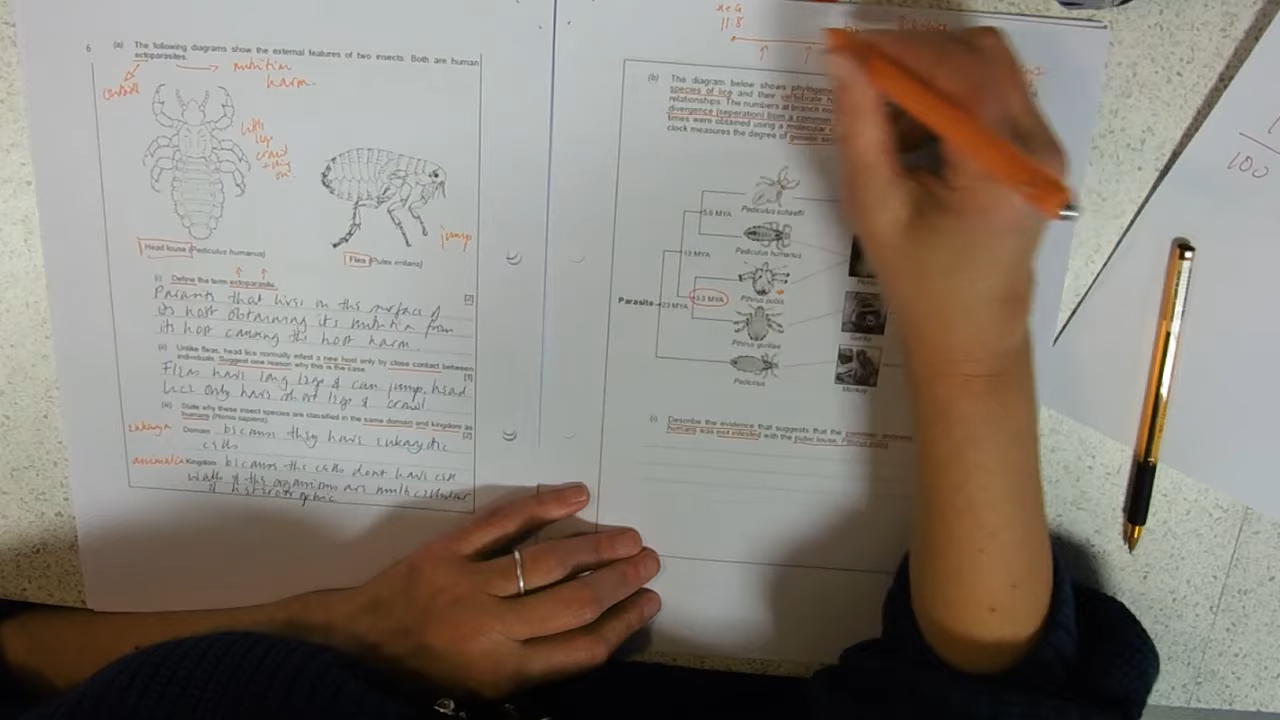 6 (a) The following diagrams show the external features of two insects. Both are human
ectoparasites.
outside
nutrition
harm.
little
legs
crawl
jump
Head louse (Pediculus humanus)
Flea (Pulex irritans)
(i) Define the term ectoparasite. [2]
that lives on the surface of
its host obtaining its nutrition from
its host causing the host harm
(ii) Unlike fleas, head lice normally infest a new host only by close contact between
individuals. Suggest one reason why this is the case. [1]
Fleas have long legs & can jump, head
lice only have short legs & crawl
(iii) State why these insect species are classified in the same domain and kingdom as
humans (Homo sapiens). [2]
Domain because they have eukaryotic
cells
animalia Kingdom because the cells dont have cell
walls & the organisms are multicellular
&
11.8
(b) The diagram below shows
species of lice and their vertebrate
relationships. The numbers at branch
divergence (seperation) from a common
times were obtained using a molecular
clock measures the degree of genetic
Pediculus schaeffi
5.6 MYA
Pediculus humanus
13 MYA
Pthirus pubis
Parasite
23 MYA
3.3 MYA
Pthirus gorillae
Gorilla
Pedicinus
Monkey
(i) Describe the evidence that suggests that the common
humans was not infested with the pubic louse, Pthirus pubis
100